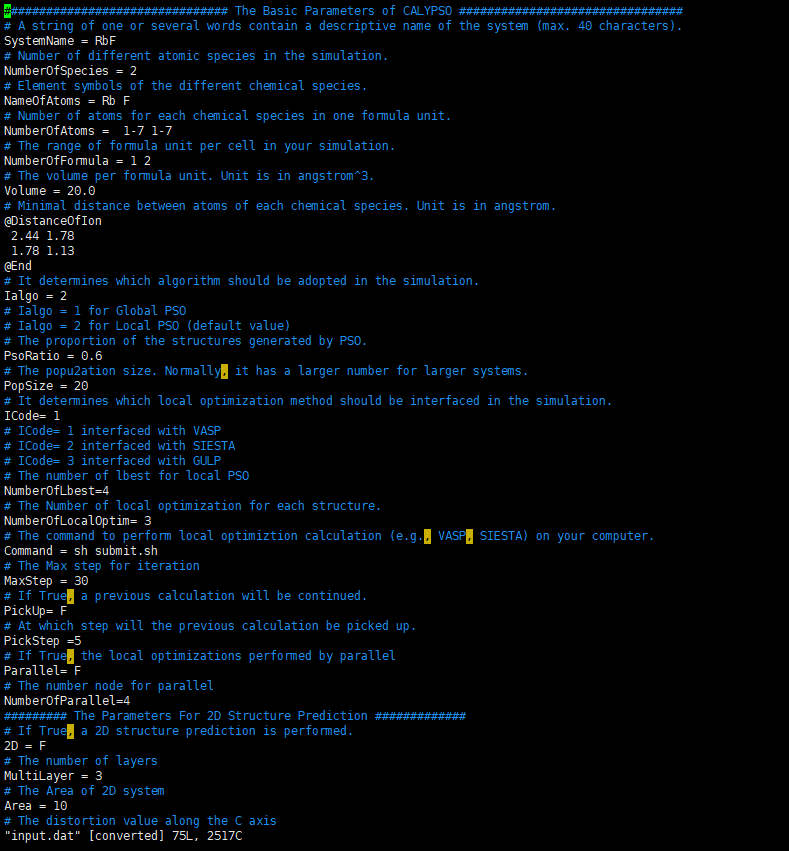 ############################### The Basic Parameters of CALYPSO ################################
# A string of one or several words contain a descriptive name of the system (max. 40 characters).
SystemName = RbF
# Number of different atomic species in the simulation.
NumberOfSpecies = 2
# Element symbols of the different chemical species.
NameOfAtoms = Rb F
# Number of atoms for each chemical species in one formula unit.
NumberOfAtoms =  1-7 1-7
# The range of formula unit per cell in your simulation.
NumberOfFormula = 1 2
# The volume per formula unit. Unit is in angstrom^3.
Volume = 20.0
# Minimal distance between atoms of each chemical species. Unit is in angstrom.
@DistanceOfIon
 2.44 1.78
 1.78 1.13
@End
# It determines which algorithm should be adopted in the simulation.
Ialgo = 2
# Ialgo = 1 for Global PSO
# Ialgo = 2 for Local PSO (default value)
# The proportion of the structures generated by PSO.
PsoRatio = 0.6
# The popu2ation size. Normally, it has a larger number for larger systems.
PopSize = 20
# It determines which local optimization method should be interfaced in the simulation.
ICode= 1
# ICode= 1 interfaced with VASP
# ICode= 2 interfaced with SIESTA
# ICode= 3 interfaced with GULP
# The number of lbest for local PSO
NumberOfLbest=4
# The Number of local optimization for each structure.
NumberOfLocalOptim= 3
# The command to perform local optimiztion calculation (e.g., VASP, SIESTA) on your computer.
Command = sh submit.sh
# The Max step for iteration
MaxStep = 30
# If True, a previous calculation will be continued.
PickUp= F
# At which step will the previous calculation be picked up.
PickStep =5
# If True, the local optimizations performed by parallel
Parallel= F
# The number node for parallel
NumberOfParallel=4
######### The Parameters For 2D Structure Prediction #############
# If True, a 2D structure prediction is performed.
2D = F
# The number of layers
MultiLayer = 3
# The Area of 2D system
Area = 10
# The distortion value along the C axis
"input.dat" [converted] 75L, 2517C